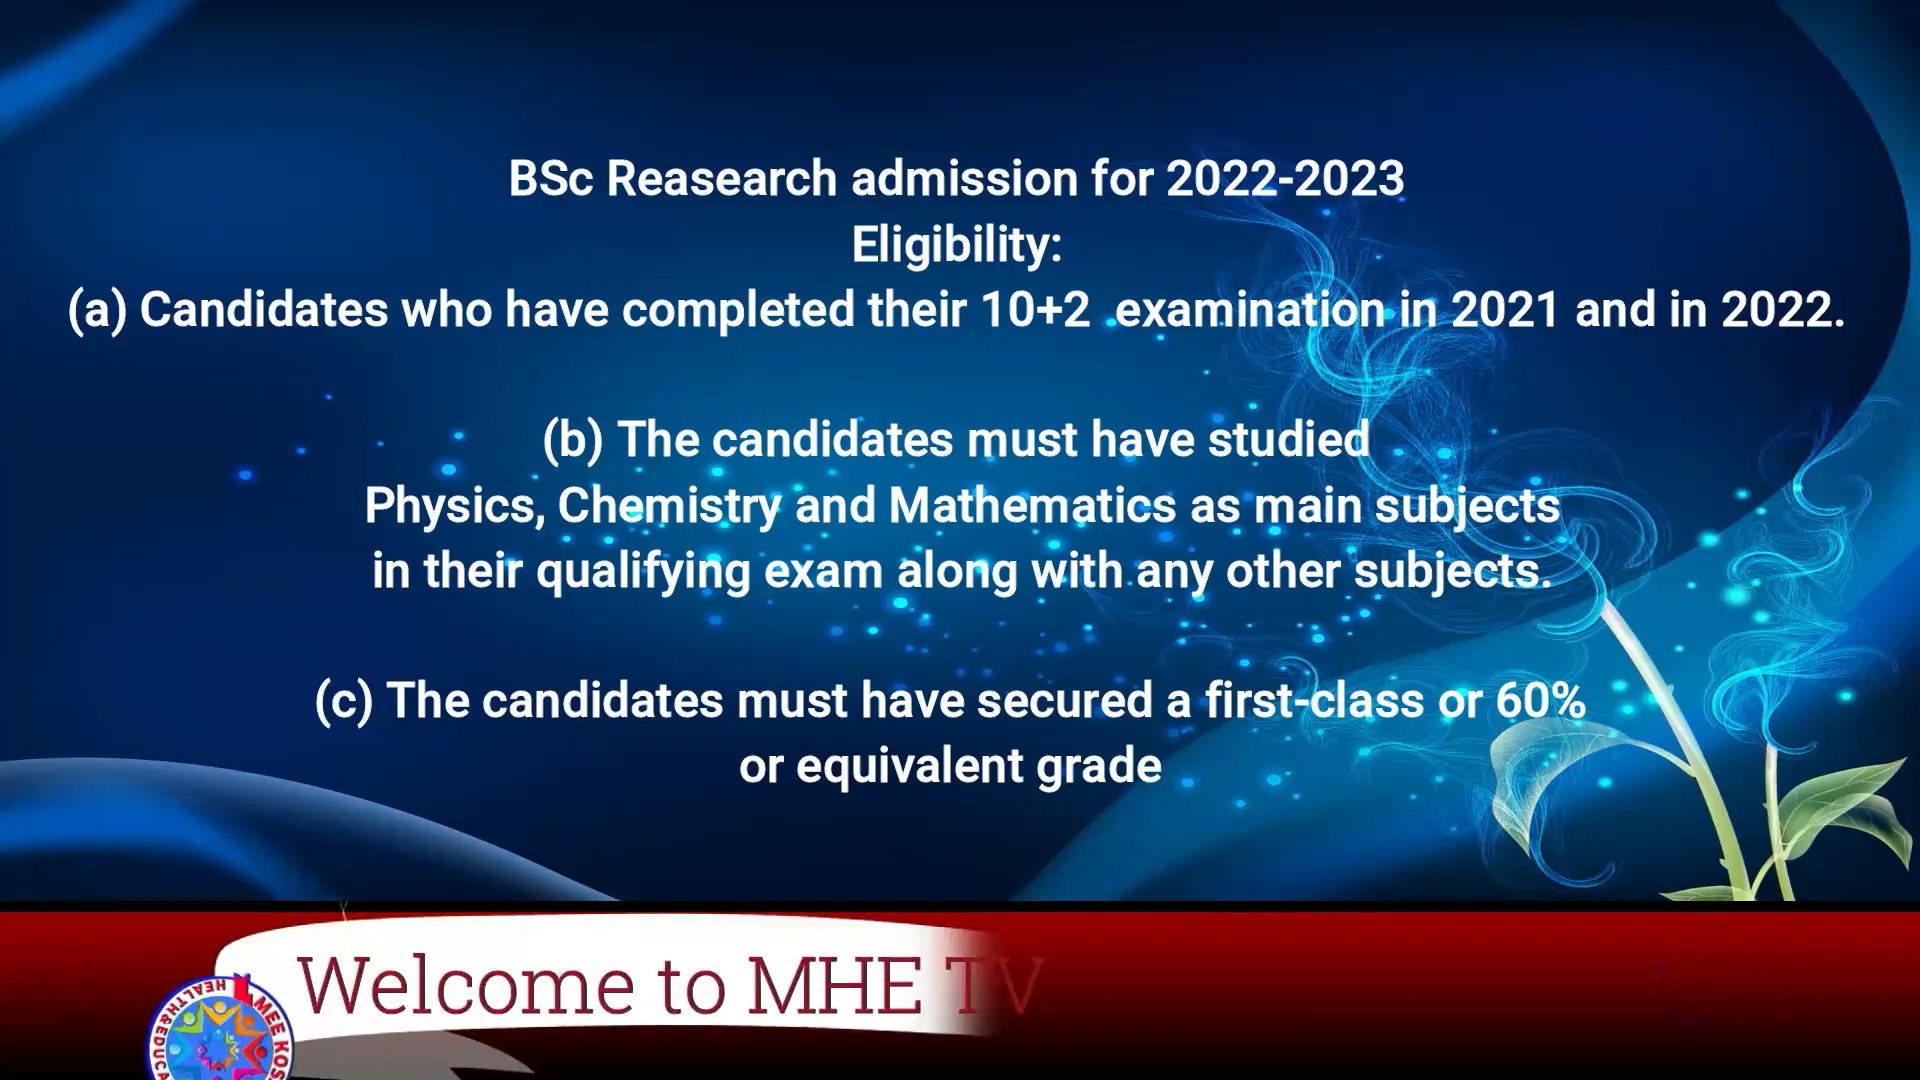 BSc Reasearch admission for 2022-2023
Eligibility:
(a) Candidates who have completed their 10+2 examination in 2021 and in 2022.
(b) The candidates must have studied
Physics, Chemistry and Mathematics as main subjects
in their qualifying exam along with any other subjects.
(c) The candidates must have secured a first-class or 60%
or equivalent grade
Welcome to MHE TV
MEE